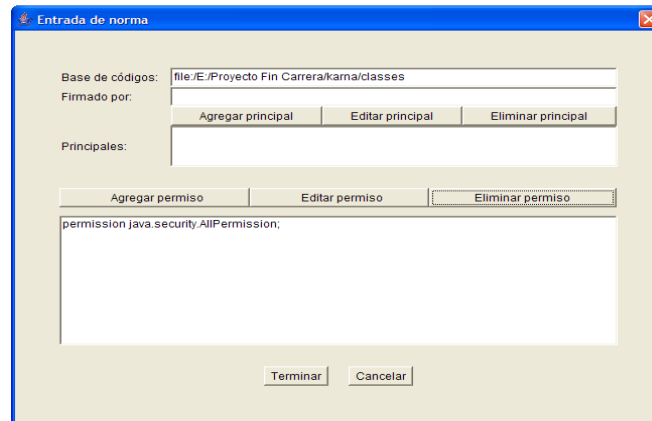 Entrada de norma
Base de códigos: file:/E:/Proyecto Fin Carrera/karna/classes
Firmado por:
Agregar principal Editar principal Eliminar principal
Principales:
Agregar permiso Editar permiso Eliminar permiso
permission java.security.AllPermission;
Terminar Cancelar